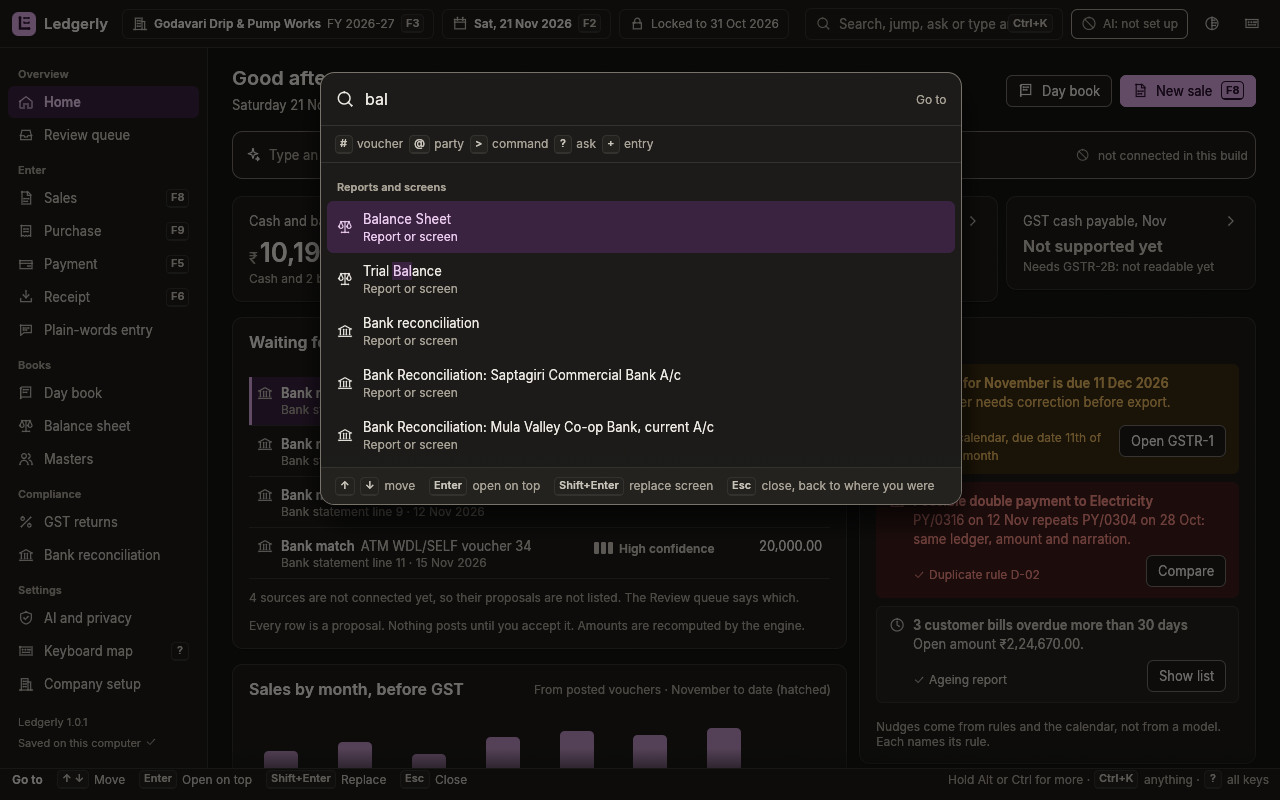 Ledgerly
Godavari Drip & Pump Works FY 2026-27 F3
Sat, 21 Nov 2026 F2
Locked to 31 Oct 2026
Search, jump, ask or type a Ctrl+K
AI: not set up
Overview
Home
Review queue
Enter
Sales F8
Purchase F9
Payment F5
Receipt F6
Plain-words entry
Books
Day book
Balance sheet
Masters
Compliance
GST returns
Bank reconciliation
Settings
AI and privacy
Keyboard map ?
Company setup
Ledgerly 1.0.1
Saved on this computer
Good afte
Saturday 21 No
Day book
New sale F8
Type an
not connected in this build
Cash and b
₹10,19
Cash and 2 b
GST cash payable, Nov
Not supported yet
Needs GSTR-2B: not readable yet
bal
Go to
# voucher @ party > command ? ask + entry
Reports and screens
Balance Sheet
Report or screen
Trial Balance
Report or screen
Bank reconciliation
Report or screen
Bank Reconciliation: Saptagiri Commercial Bank A/c
Report or screen
Bank Reconciliation: Mula Valley Co-op Bank, current A/c
Report or screen
↑ ↓ move Enter open on top Shift+Enter replace screen Esc close, back to where you were
Waiting fo
Bank m
Bank st
Bank m
Bank st
Bank m
Bank statement line 9 · 12 Nov 2026
Bank match ATM WDL/SELF voucher 34
High confidence
20,000.00
Bank statement line 11 · 15 Nov 2026
4 sources are not connected yet, so their proposals are not listed. The Review queue says which.
Every row is a proposal. Nothing posts until you accept it. Amounts are recomputed by the engine.
Sales by month, before GST
From posted vouchers · November to date (hatched)
for November is due 11 Dec 2026
er needs correction before export.
calendar, due date 11th of
month
Open GSTR-1
double payment to Electricity
PY/0316 on 12 Nov repeats PY/0304 on 28 Oct:
same ledger, amount and narration.
Duplicate rule D-02
Compare
3 customer bills overdue more than 30 days
Open amount ₹2,24,670.00.
Ageing report
Show list
Nudges come from rules and the calendar, not from a model.
Each names its rule.
Go to ↑↓ Move Enter Open on top Shift+Enter Replace Esc Close
Hold Alt or Ctrl for more · Ctrl+K anything · ? all keys